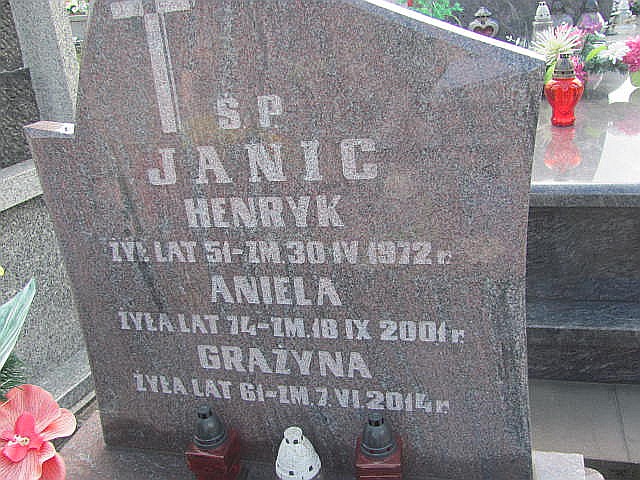 Ś P
JANIC
HENRYK
ŻYŁ LAT 51-ZM.30 IV 1972 r.
ANIELA
ŻYŁA LAT 74-ZM.18 IX 2001 r.
GRAŻYNA
ŻYŁA LAT 61-ZM.7 VI.2014 r.